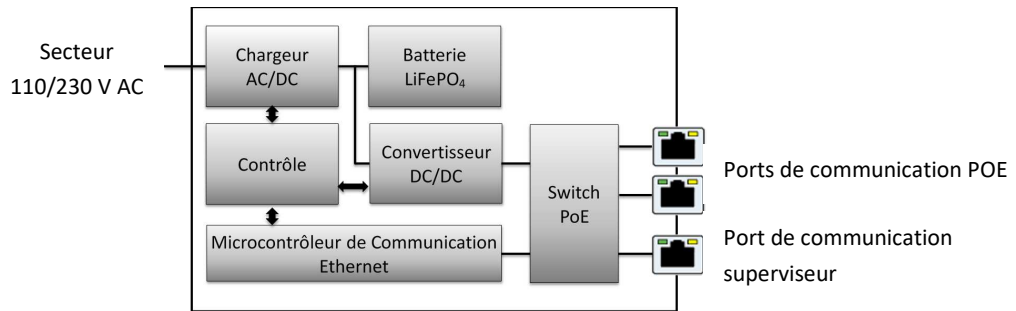 Secteur
110/230 V AC
Chargeur
AC/DC
Batterie
LiFePO₄
Contrôle
Convertisseur
DC/DC
Switch
PoE
Microcontrôleur de Communication
Ethernet
Ports de communication POE
Port de communication
superviseur